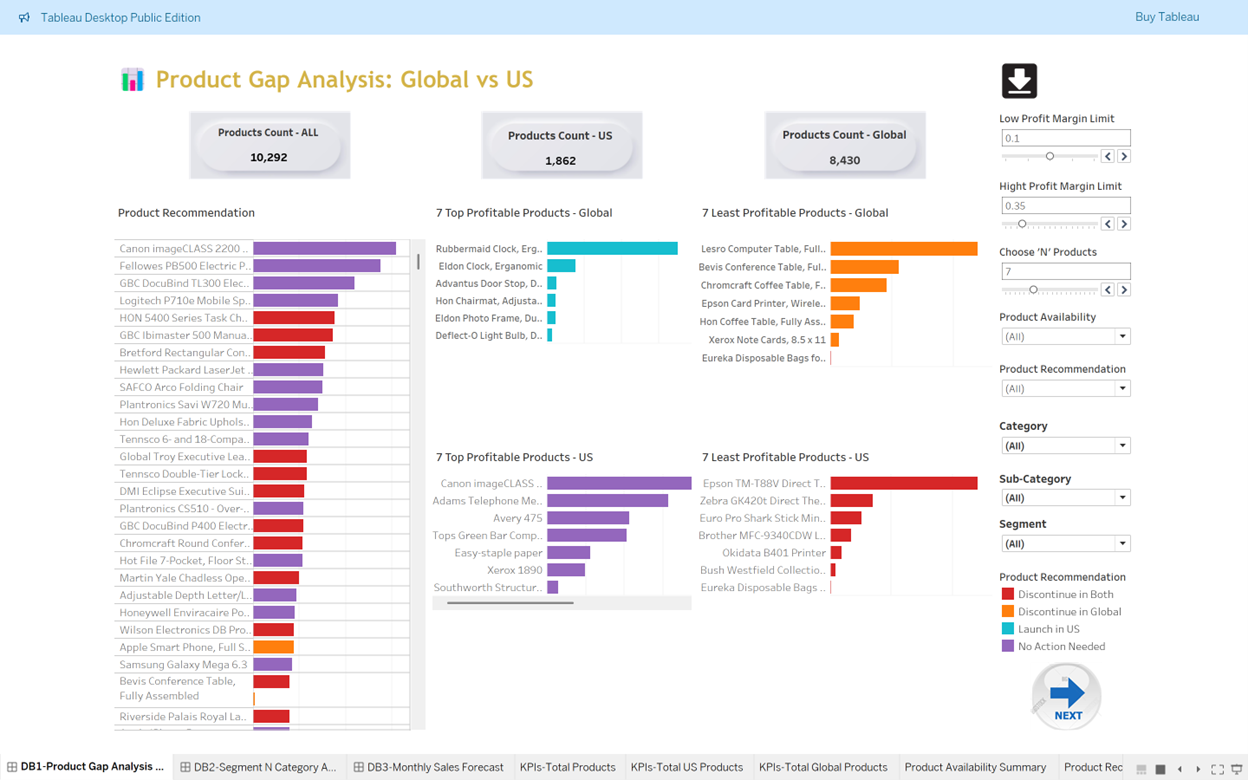 Tableau Desktop Public Edition
Buy Tableau
Product Gap Analysis: Global vs US
Products Count - ALL
10,292
Products Count - US
1,862
Products Count - Global
8,430
Product Recommendation
Canon imageCLASS 2200 ..
Fellowes PB500 Electric P..
GBC DocuBind TL300 Elec..
Logitech P710e Mobile Sp..
HON 5400 Series Task Ch..
GBC Ibimaster 500 Manua..
Bretford Rectangular Con..
Hewlett Packard LaserJet ..
SAFCO Arco Folding Chair
Plantronics Savi W720 Mu..
Hon Deluxe Fabric Uphols..
Tennsco 6- and 18-Compa..
Global Troy Executive Lea..
Tennsco Double-Tier Lock..
DMI Eclipse Executive Sui..
Plantronics CS510 - Over-..
GBC DocuBind P400 Electr..
Chromcraft Round Confer..
Hot File 7-Pocket, Floor St..
Martin Yale Chadless Ope..
Adjustable Depth Letter/L..
Honeywell Enviracaire Po..
Wilson Electronics DB Pro..
Apple Smart Phone, Full S..
Samsung Galaxy Mega 6.3
Bevis Conference Table,
Fully Assembled
Riverside Palais Royal La..
7 Top Profitable Products - Global
Rubbermaid Clock, Erg..
Eldon Clock, Erganomic
Advantus Door Stop, D..
Hon Chairmat, Adjusta..
Eldon Photo Frame, Du..
Deflect-O Light Bulb, D..
7 Least Profitable Products - Global
Lesro Computer Table, Full..
Bevis Conference Table, Ful..
Chromcraft Coffee Table, F..
Epson Card Printer, Wirele..
Hon Coffee Table, Fully Ass..
Xerox Note Cards, 8.5 x 11
Eureka Disposable Bags fo..
7 Top Profitable Products - US
Canon imageCLASS ..
Adams Telephone Me..
Avery 475
Tops Green Bar Comp..
Easy-staple paper
Xerox 1890
Southworth Structur..
7 Least Profitable Products - US
Epson TM-T88V Direct T..
Zebra GK420t Direct The..
Euro Pro Shark Stick Min..
Brother MFC-9340CDW L..
Okidata B401 Printer
Bush Westfield Collectio..
Eureka Disposable Bags ..
Low Profit Margin Limit
0.1
Hight Profit Margin Limit
0.35
Choose 'N' Products
7
Product Availability
(All)
Product Recommendation
(All)
Category
(All)
Sub-Category
(All)
Segment
(All)
Product Recommendation
Discontinue in Both
Discontinue in Global
Launch in US
No Action Needed
NEXT
DB1-Product Gap Analysis ...
DB2-Segment N Category A...
DB3-Monthly Sales Forecast
KPIs-Total Products
KPIs-Total US Products
KPIs-Total Global Products
Product Availability Summary
Product Rec